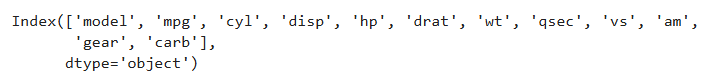 Index(['model', 'mpg', 'cyl', 'disp', 'hp', 'drat', 'wt', 'qsec', 'vs', 'am',
'gear', 'carb'],
dtype='object')